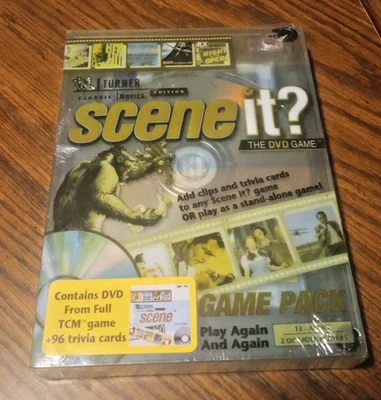 TURNER
CLASSIC MOVIES EDITION
scene it?
THE DVD GAME
Add clips and trivia cards
to any Scene It? game
OR play as a stand-alone game!
Contains DVD
From Full
TCM™ game
+96 trivia cards
scene
GAME PACK
Play Again
And Again